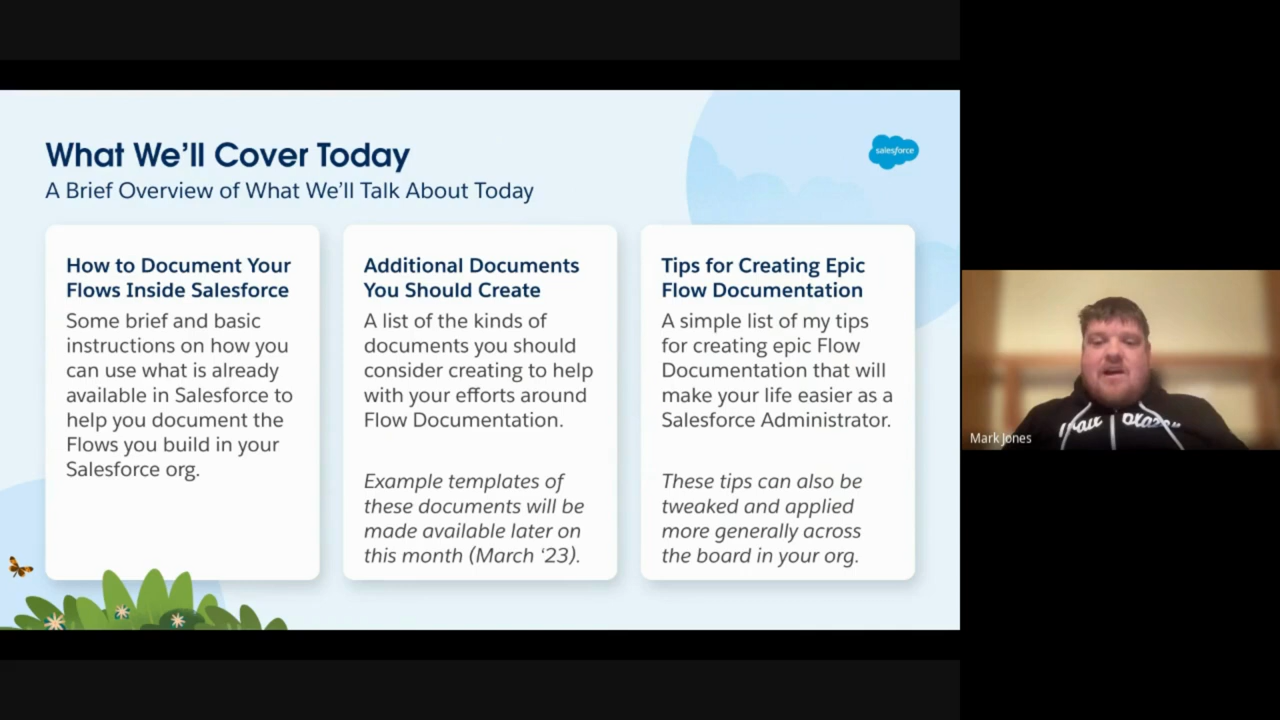 What We'll Cover Today
A Brief Overview of What We'll Talk About Today
salesforce
How to Document Your
Flows Inside Salesforce
Some brief and basic
instructions on how you
can use what is already
available in Salesforce to
help you document the
Flows you build in your
Salesforce org.
Additional Documents
You Should Create
A list of the kinds of
documents you should
consider creating to help
with your efforts around
Flow Documentation.
Example templates of
these documents will be
made available later on
this month (March ‘23).
Tips for Creating Epic
Flow Documentation
A simple list of my tips
for creating epic Flow
Documentation that will
make your life easier as a
Salesforce Administrator.
These tips can also be
tweaked and applied
more generally across
the board in your org.
Mark Jones